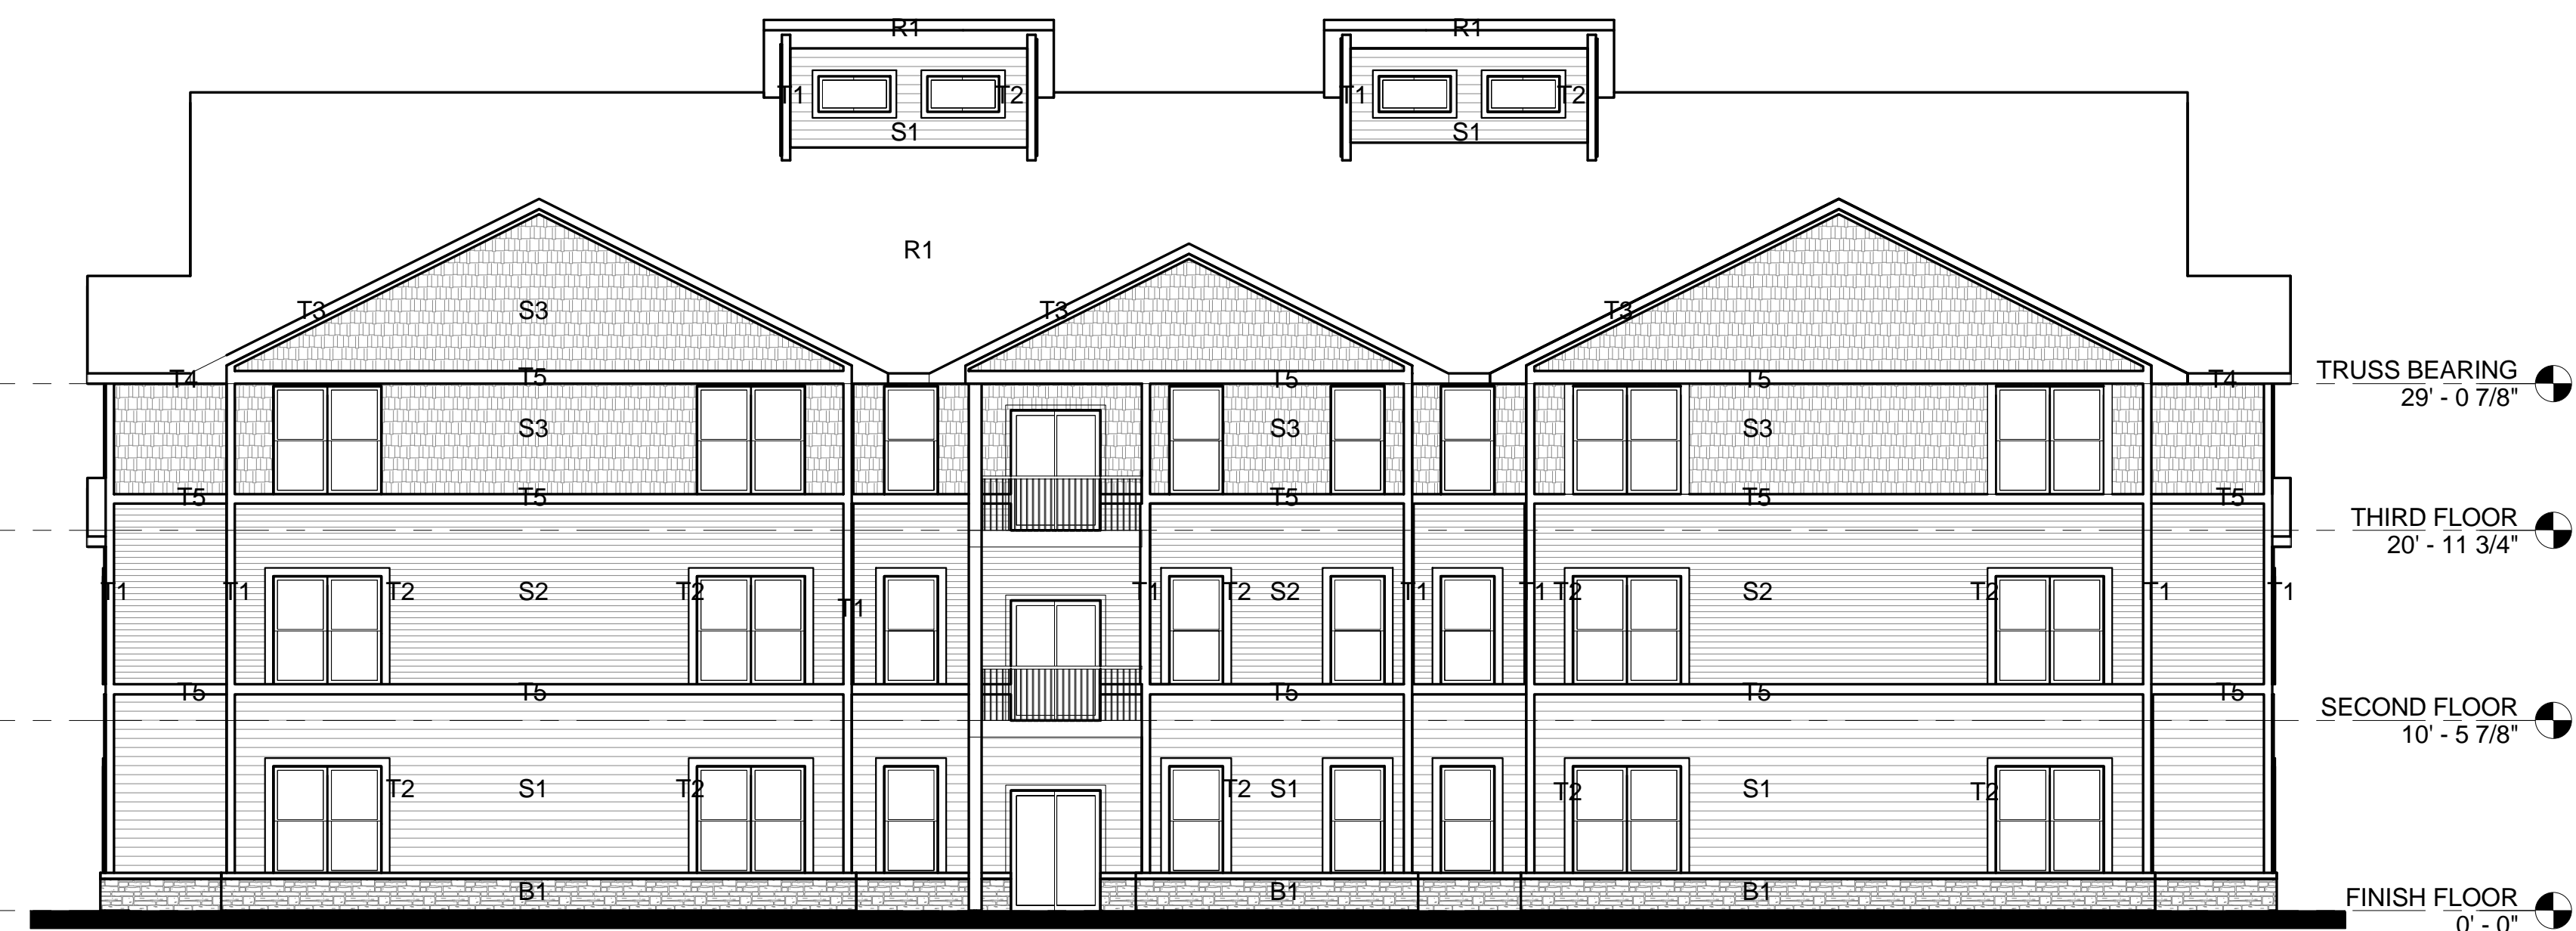 R1 R1
T1 T2 T1 T2
S1 S1
R1
T3 S3 T3 T3
TRUSS BEARING
T4 T5 T5 T5 T4
29' - 0 7/8"
S3 S3 S3
T5 T5 T5 T5 T5
THIRD FLOOR
20' - 11 3/4"
T1 T1 T2 S2 T2 T1 T1 T2 S2 T1 T1 T2 S2 T2 T1 T1
T5 T5 T5 T5 T5
SECOND FLOOR
10' - 5 7/8"
T2 S1 T2 T2 S1 T2 S1 T2
B1 B1 B1
FINISH FLOOR
0' - 0"